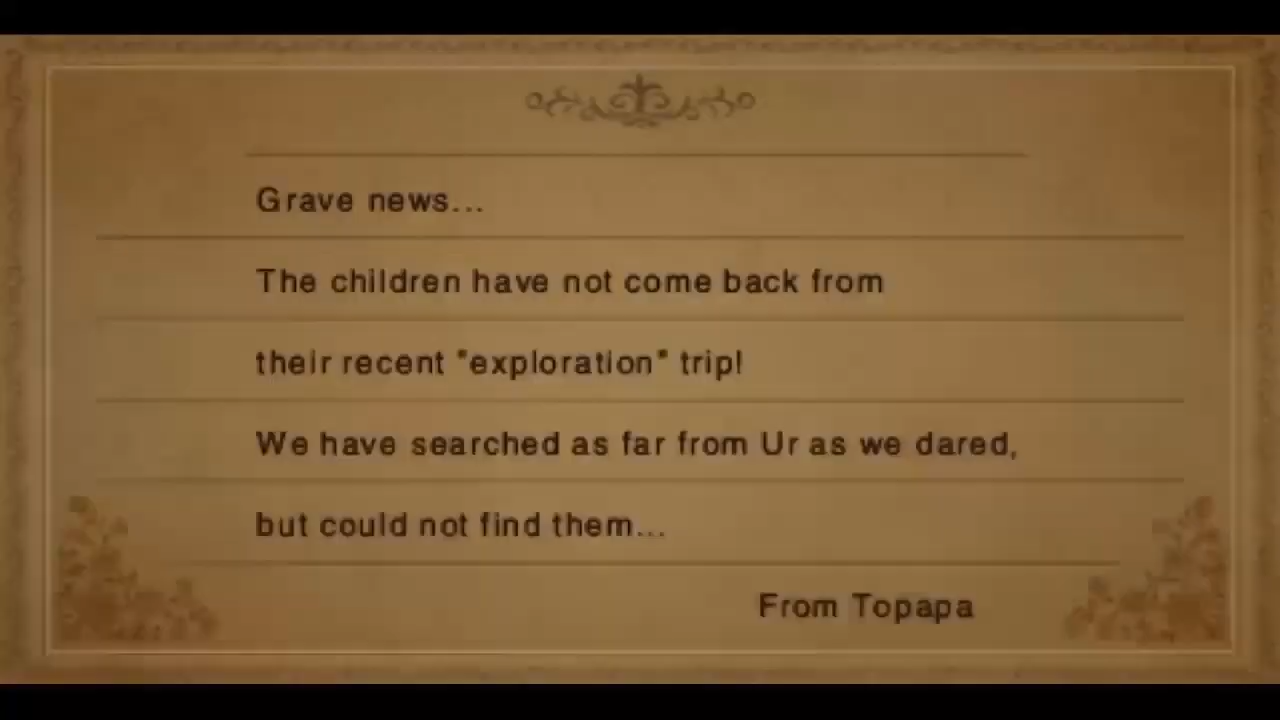 Grave news...
The children have not come back from
their recent "exploration" trip!
We have searched as far from Ur as we dared,
but could not find them...
From Topapa